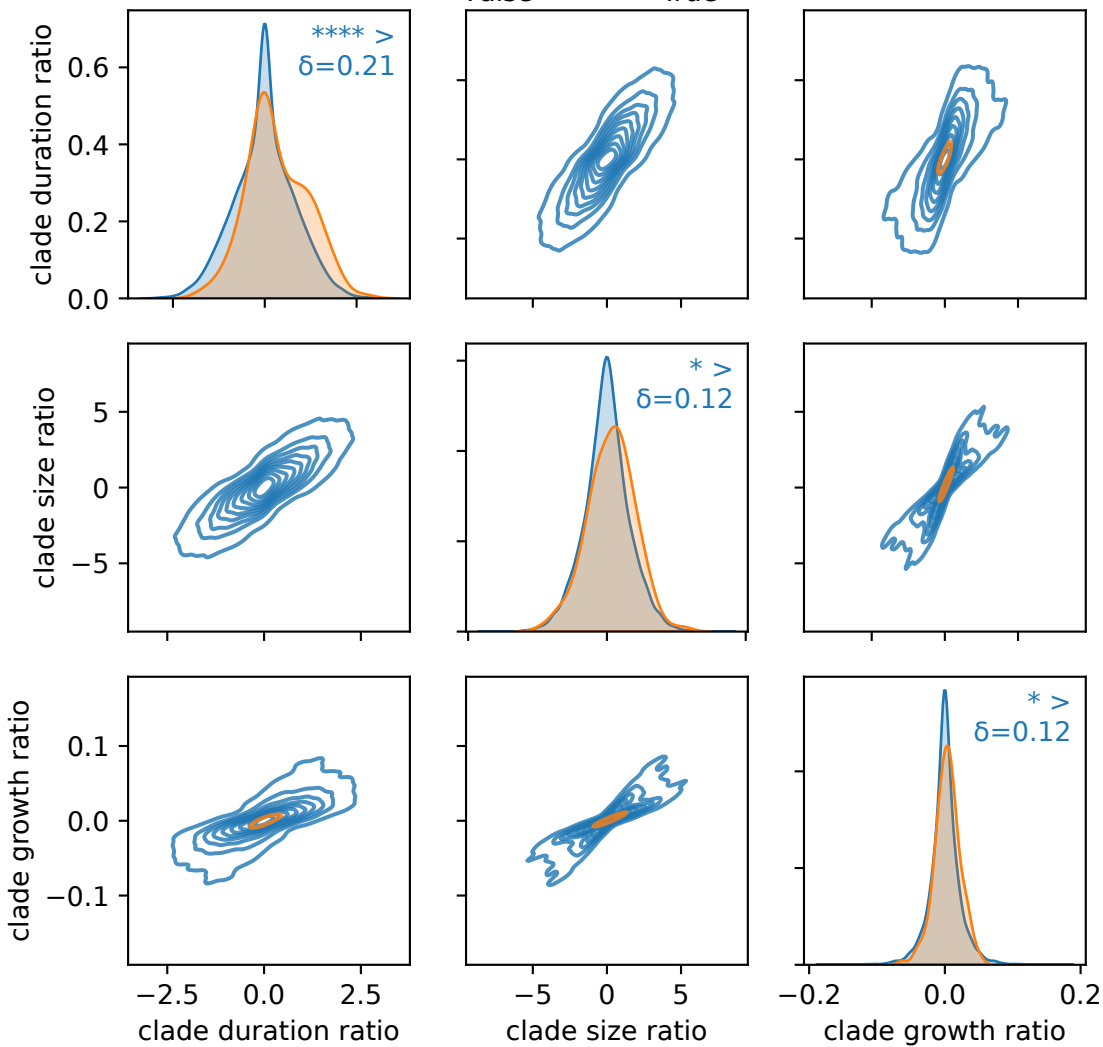 **** >
δ=0.21
clade duration ratio
0.6
0.4
0.2
0.0
* >
δ=0.12
clade size ratio
5
0
−5
* >
δ=0.12
clade growth ratio
0.1
0.0
−0.1
−2.5 0.0 2.5
−5 0 5
−0.2 0.0 0.2
clade duration ratio
clade size ratio
clade growth ratio